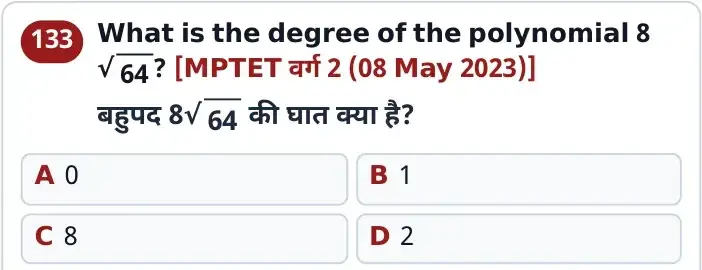 133 What is the degree of the polynomial 8
√64? [MPTET वर्ग 2 (08 May 2023)]
बहुपद 8√64 की घात क्या है?
A 0
B 1
C 8
D 2